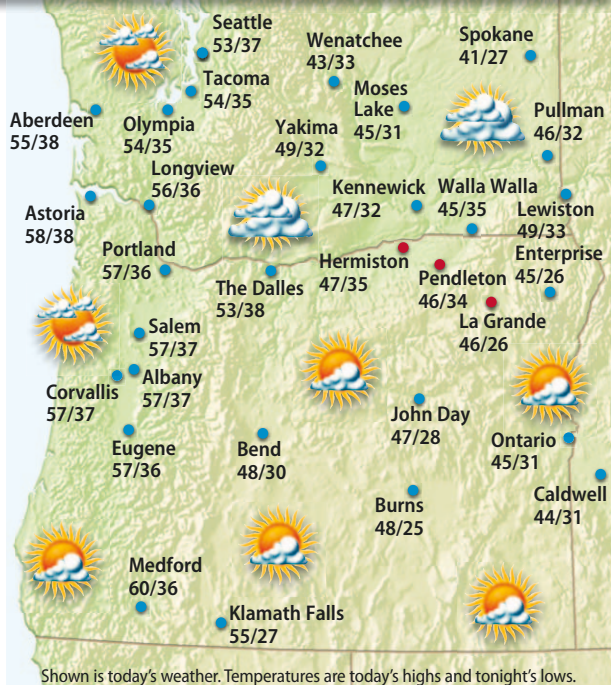 Seattle
53/37
Wenatchee
43/33
Spokane
41/27
Tacoma
54/35
Moses
Lake
45/31
Aberdeen
55/38
Olympia
54/35
Yakima
49/32
Pullman
46/32
Longview
56/36
Kennewick
47/32
Walla Walla
45/35
Lewiston
49/33
Astoria
58/38
Portland
57/36
The Dalles
53/38
Hermiston
47/35
Pendleton
46/34
Enterprise
45/26
La Grande
46/26
Salem
57/37
Albany
57/37
Corvallis
57/37
John Day
47/28
Eugene
57/36
Bend
48/30
Ontario
45/31
Burns
48/25
Caldwell
44/31
Medford
60/36
Klamath Falls
55/27
Shown is today's weather. Temperatures are today's highs and tonight's lows.